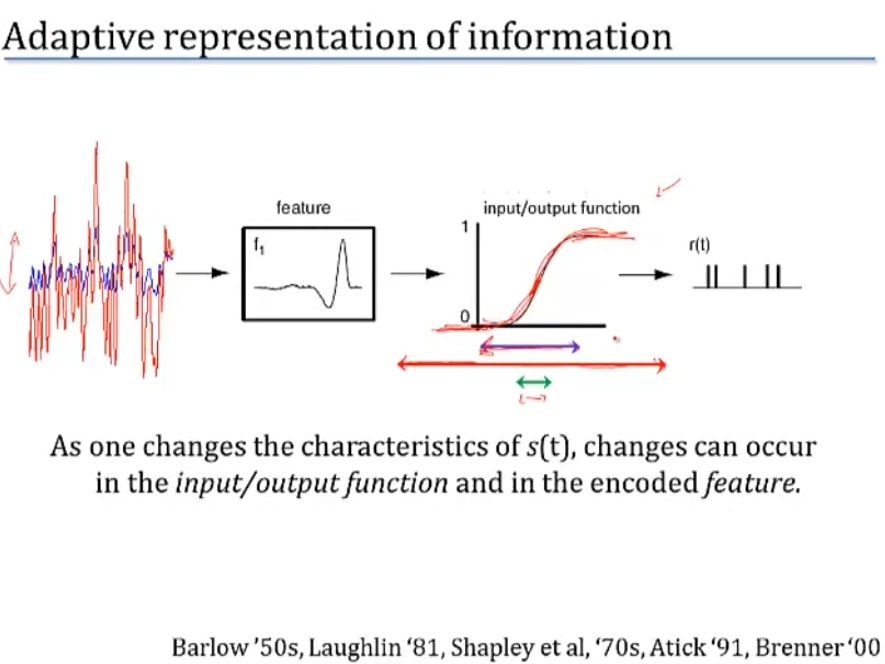 Adaptive representation of information
feature
f₁
input/output function
1
0
r(t)
As one changes the characteristics of s(t), changes can occur
in the input/output function and in the encoded feature.
Barlow ’50s, Laughlin ‘81, Shapley et al, ‘70s, Atick ‘91, Brenner ‘00